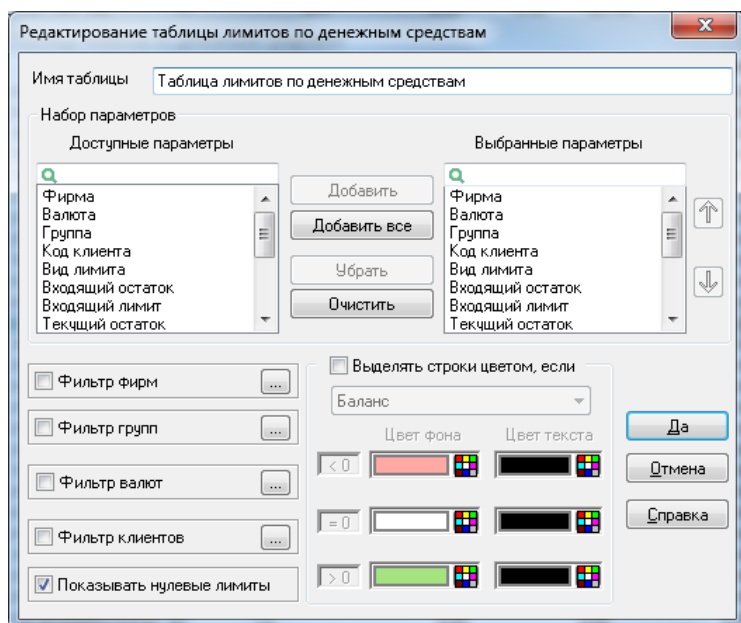 Редактирование таблицы лимитов по денежным средствам
Имя таблицы
Таблица лимитов по денежным средствам
Набор параметров
Доступные параметры
Выбранные параметры
Фирма
Валюта
Группа
Код клиента
Вид лимита
Входящий остаток
Входящий лимит
Текущий остаток
Добавить
Добавить все
Убрать
Очистить
Фирма
Валюта
Группа
Код клиента
Вид лимита
Входящий остаток
Входящий лимит
Текущий остаток
Фильтр фирм ...
Фильтр групп ...
Фильтр валют ...
Фильтр клиентов ...
Показывать нулевые лимиты
Выделять строки цветом, если
Баланс
Цвет фона Цвет текста
< 0
= 0
> 0
Да
Отмена
Справка